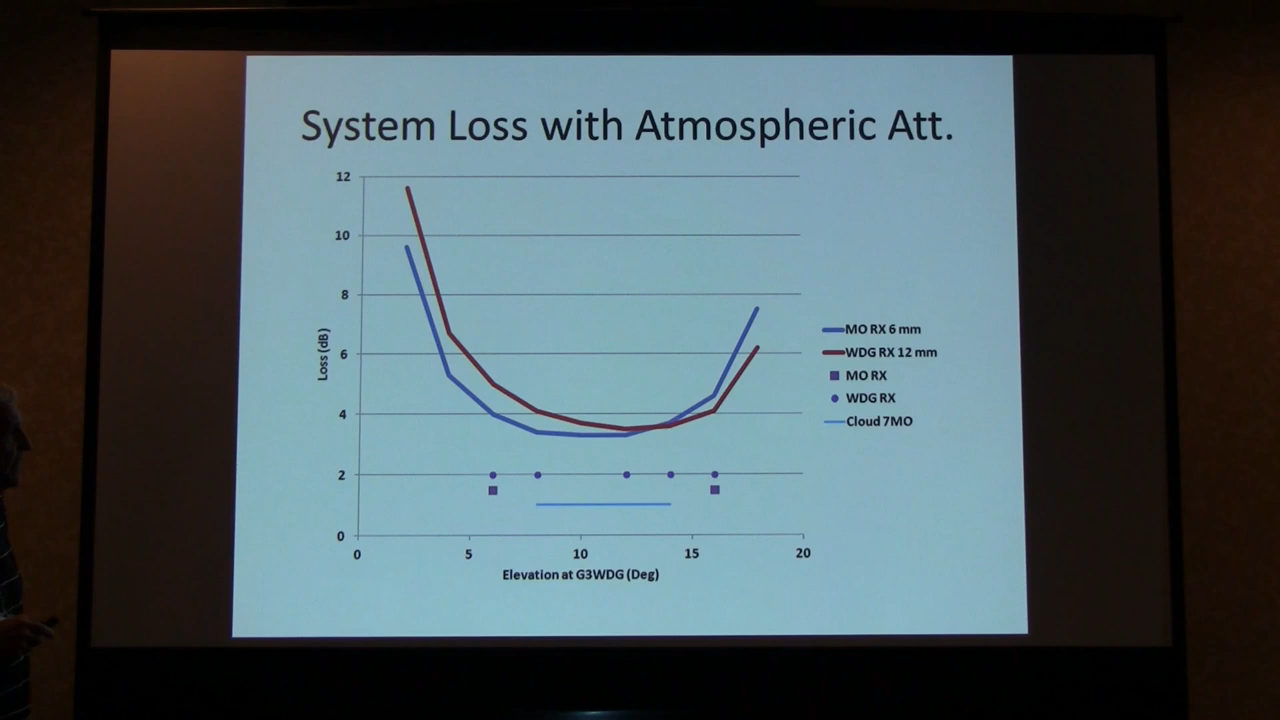 System Loss with Atmospheric Att.
12
10
8
6
4
2
0
Loss (dB)
0 5 10 15 20
Elevation at G3WDG (Deg)
MO RX 6 mm
WDG RX 12 mm
MO RX
WDG RX
Cloud 7MO